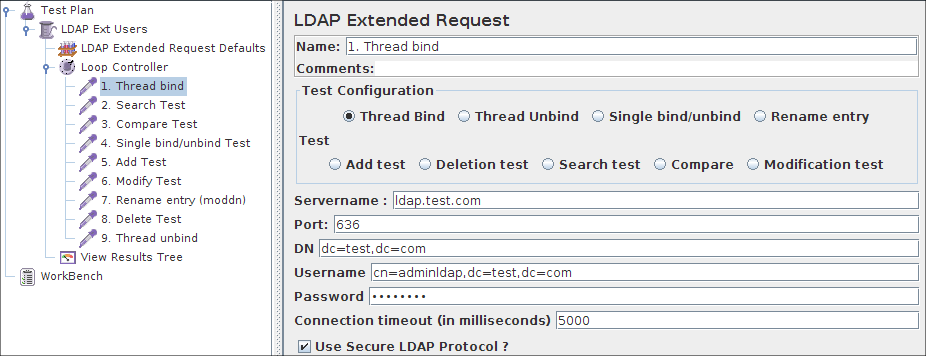 Test Plan
LDAP Ext Users
LDAP Extended Request Defaults
Loop Controller
1. Thread bind
2. Search Test
3. Compare Test
4. Single bind/unbind Test
5. Add Test
6. Modify Test
7. Rename entry (moddn)
8. Delete Test
9. Thread unbind
View Results Tree
WorkBench
LDAP Extended Request
Name: 1. Thread bind
Comments:
Test Configuration
Thread Bind Thread Unbind Single bind/unbind Rename entry
Test
Add test Deletion test Search test Compare Modification test
Servername : ldap.test.com
Port: 636
DN dc=test,dc=com
Username cn=adminldap,dc=test,dc=com
Password ••••••••
Connection timeout (in milliseconds) 5000
Use Secure LDAP Protocol ?